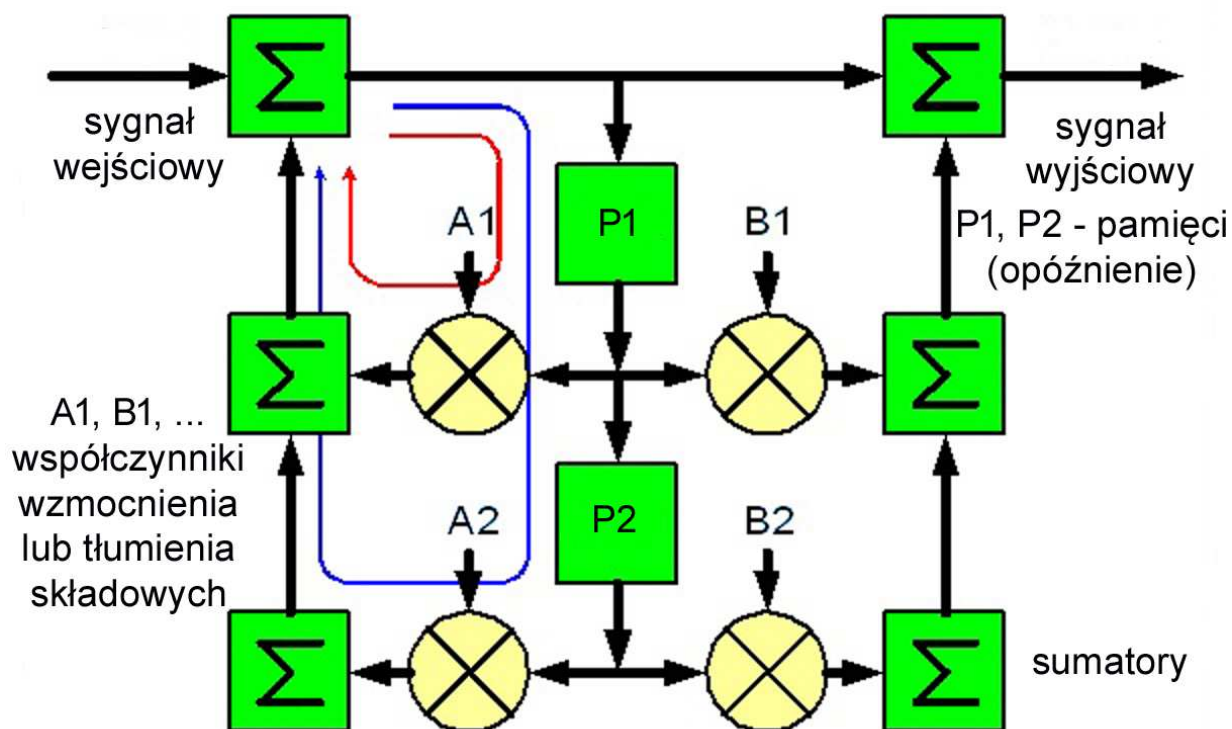 Σ
Σ
sygnał
wejściowy
sygnał
wyjściowy
A1
P1
B1
P1, P2 - pamięci
(opóźnienie)
Σ
Σ
A1, B1, ...
współczynniki
wzmocnienia
lub tłumienia
składowych
A2
P2
B2
Σ
Σ
sumatory